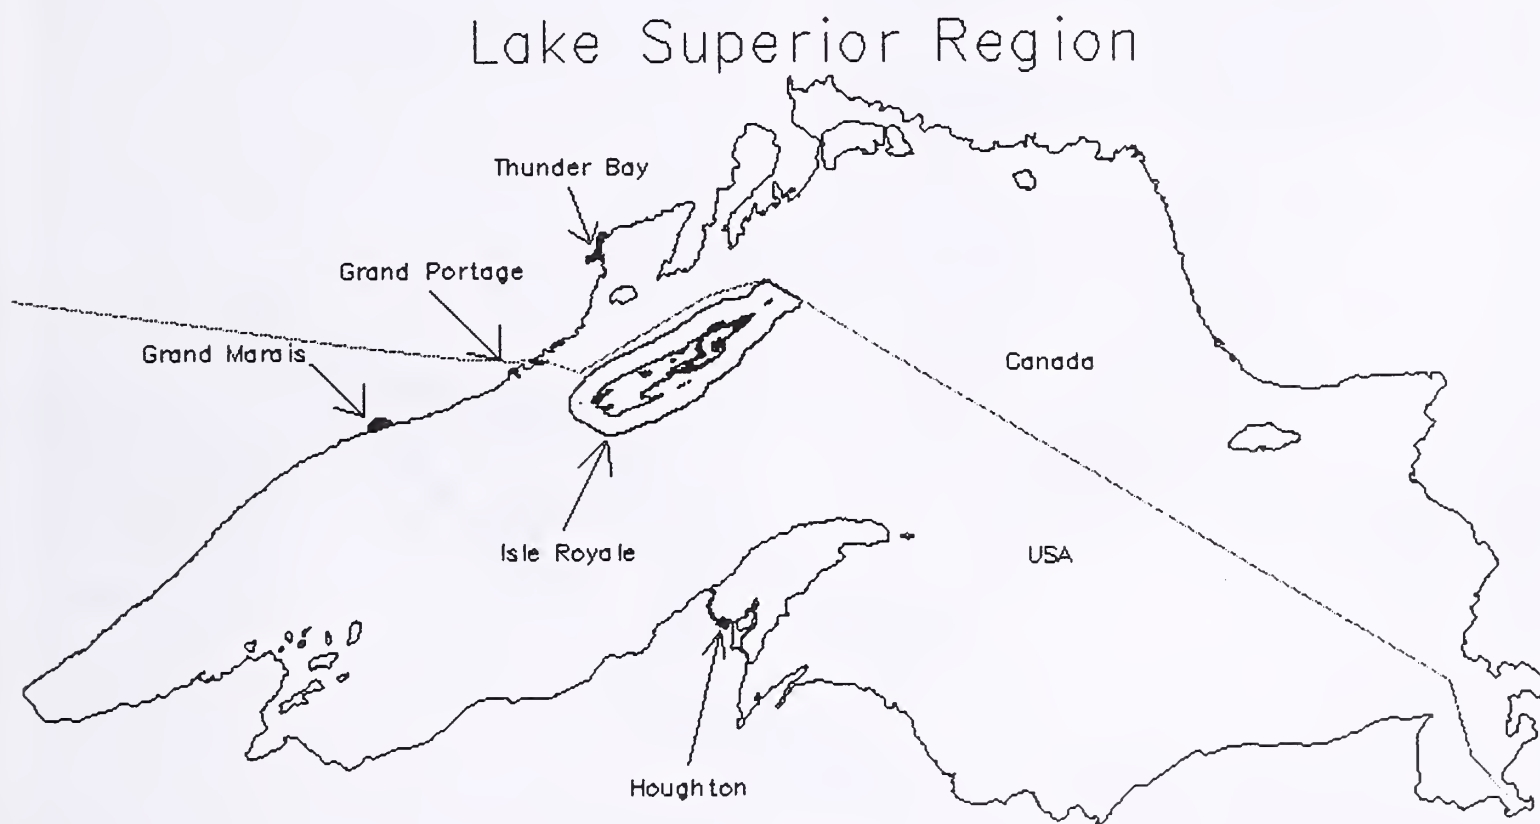 Lake Superior Region
Thunder Bay
Grand Portage
Grand Marais
Canada
Isle Royale
USA
Houghton